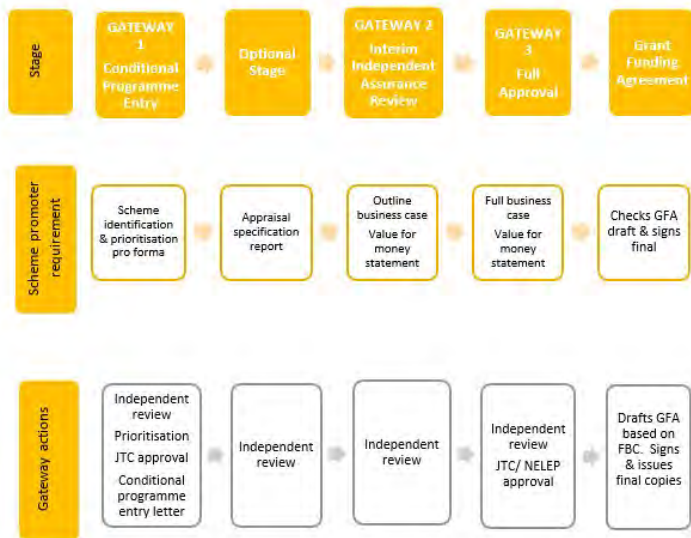 Stage
GATEWAY
1
Conditional
Programme
Entry
Optional
Stage
GATEWAY 2
Interim
Independent
Assurance
Review
GATEWAY
3
Full
Approval
Grant
Funding
Agreement
Scheme promoter
requirement
Scheme
identification
& prioritisation
pro forma
Appraisal
specification
report
Outline
business case
Value for
money
statement
Full business
case
Value for
money
statement
Checks GFA
draft & signs
final
Gateway actions
Independent
review
Prioritisation
JTC approval
Conditional
programme
entry letter
Independent
review
Independent
review
Independent
review
JTC/ NELEP
approval
Drafts GFA
based on
FBC. Signs
& issues
final copies